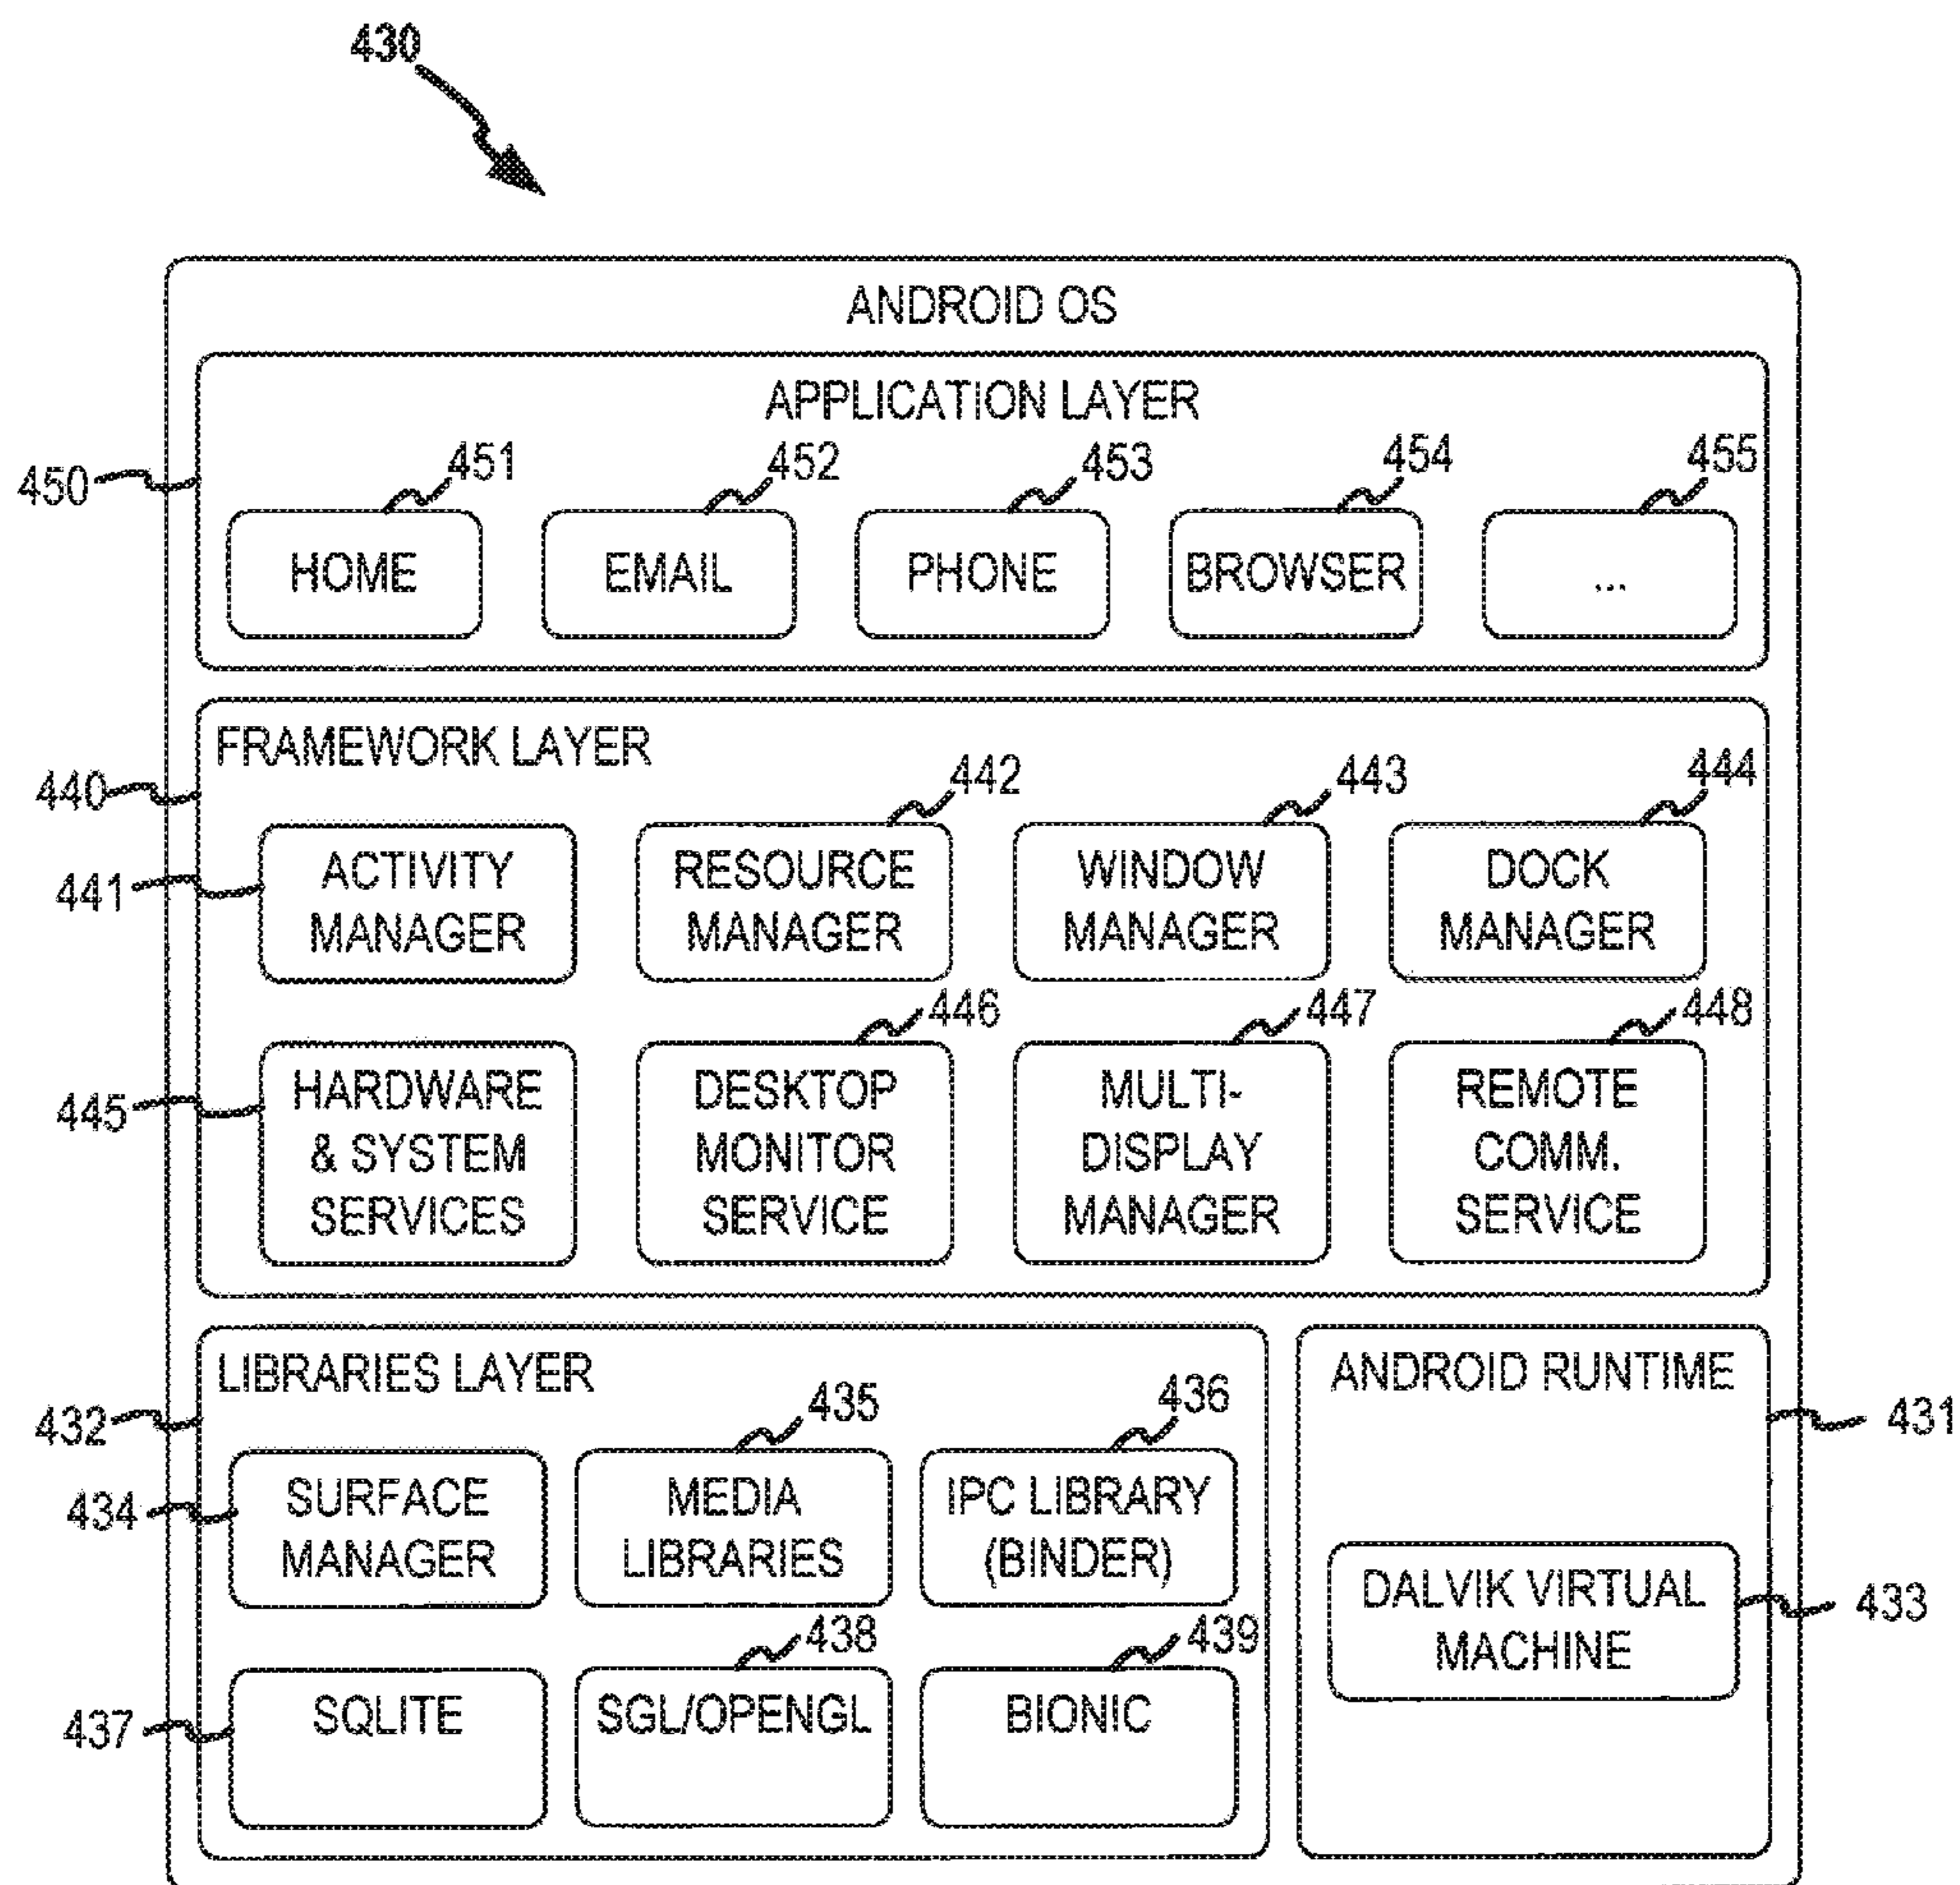 430
ANDROID OS
APPLICATION LAYER
450
451
452
453
454
455
HOME
EMAIL
PHONE
BROWSER
...
FRAMEWORK LAYER
440
442
443
444
441
ACTIVITY
MANAGER
RESOURCE
MANAGER
WINDOW
MANAGER
DOCK
MANAGER
446
447
448
445
HARDWARE
& SYSTEM
SERVICES
DESKTOP
MONITOR
SERVICE
MULTI-
DISPLAY
MANAGER
REMOTE
COMM.
SERVICE
LIBRARIES LAYER
432
435
436
434
SURFACE
MANAGER
MEDIA
LIBRARIES
IPC LIBRARY
(BINDER)
438
439
437
SQLITE
SGL/OPENGL
BIONIC
ANDROID RUNTIME
431
DALVIK VIRTUAL
MACHINE
433